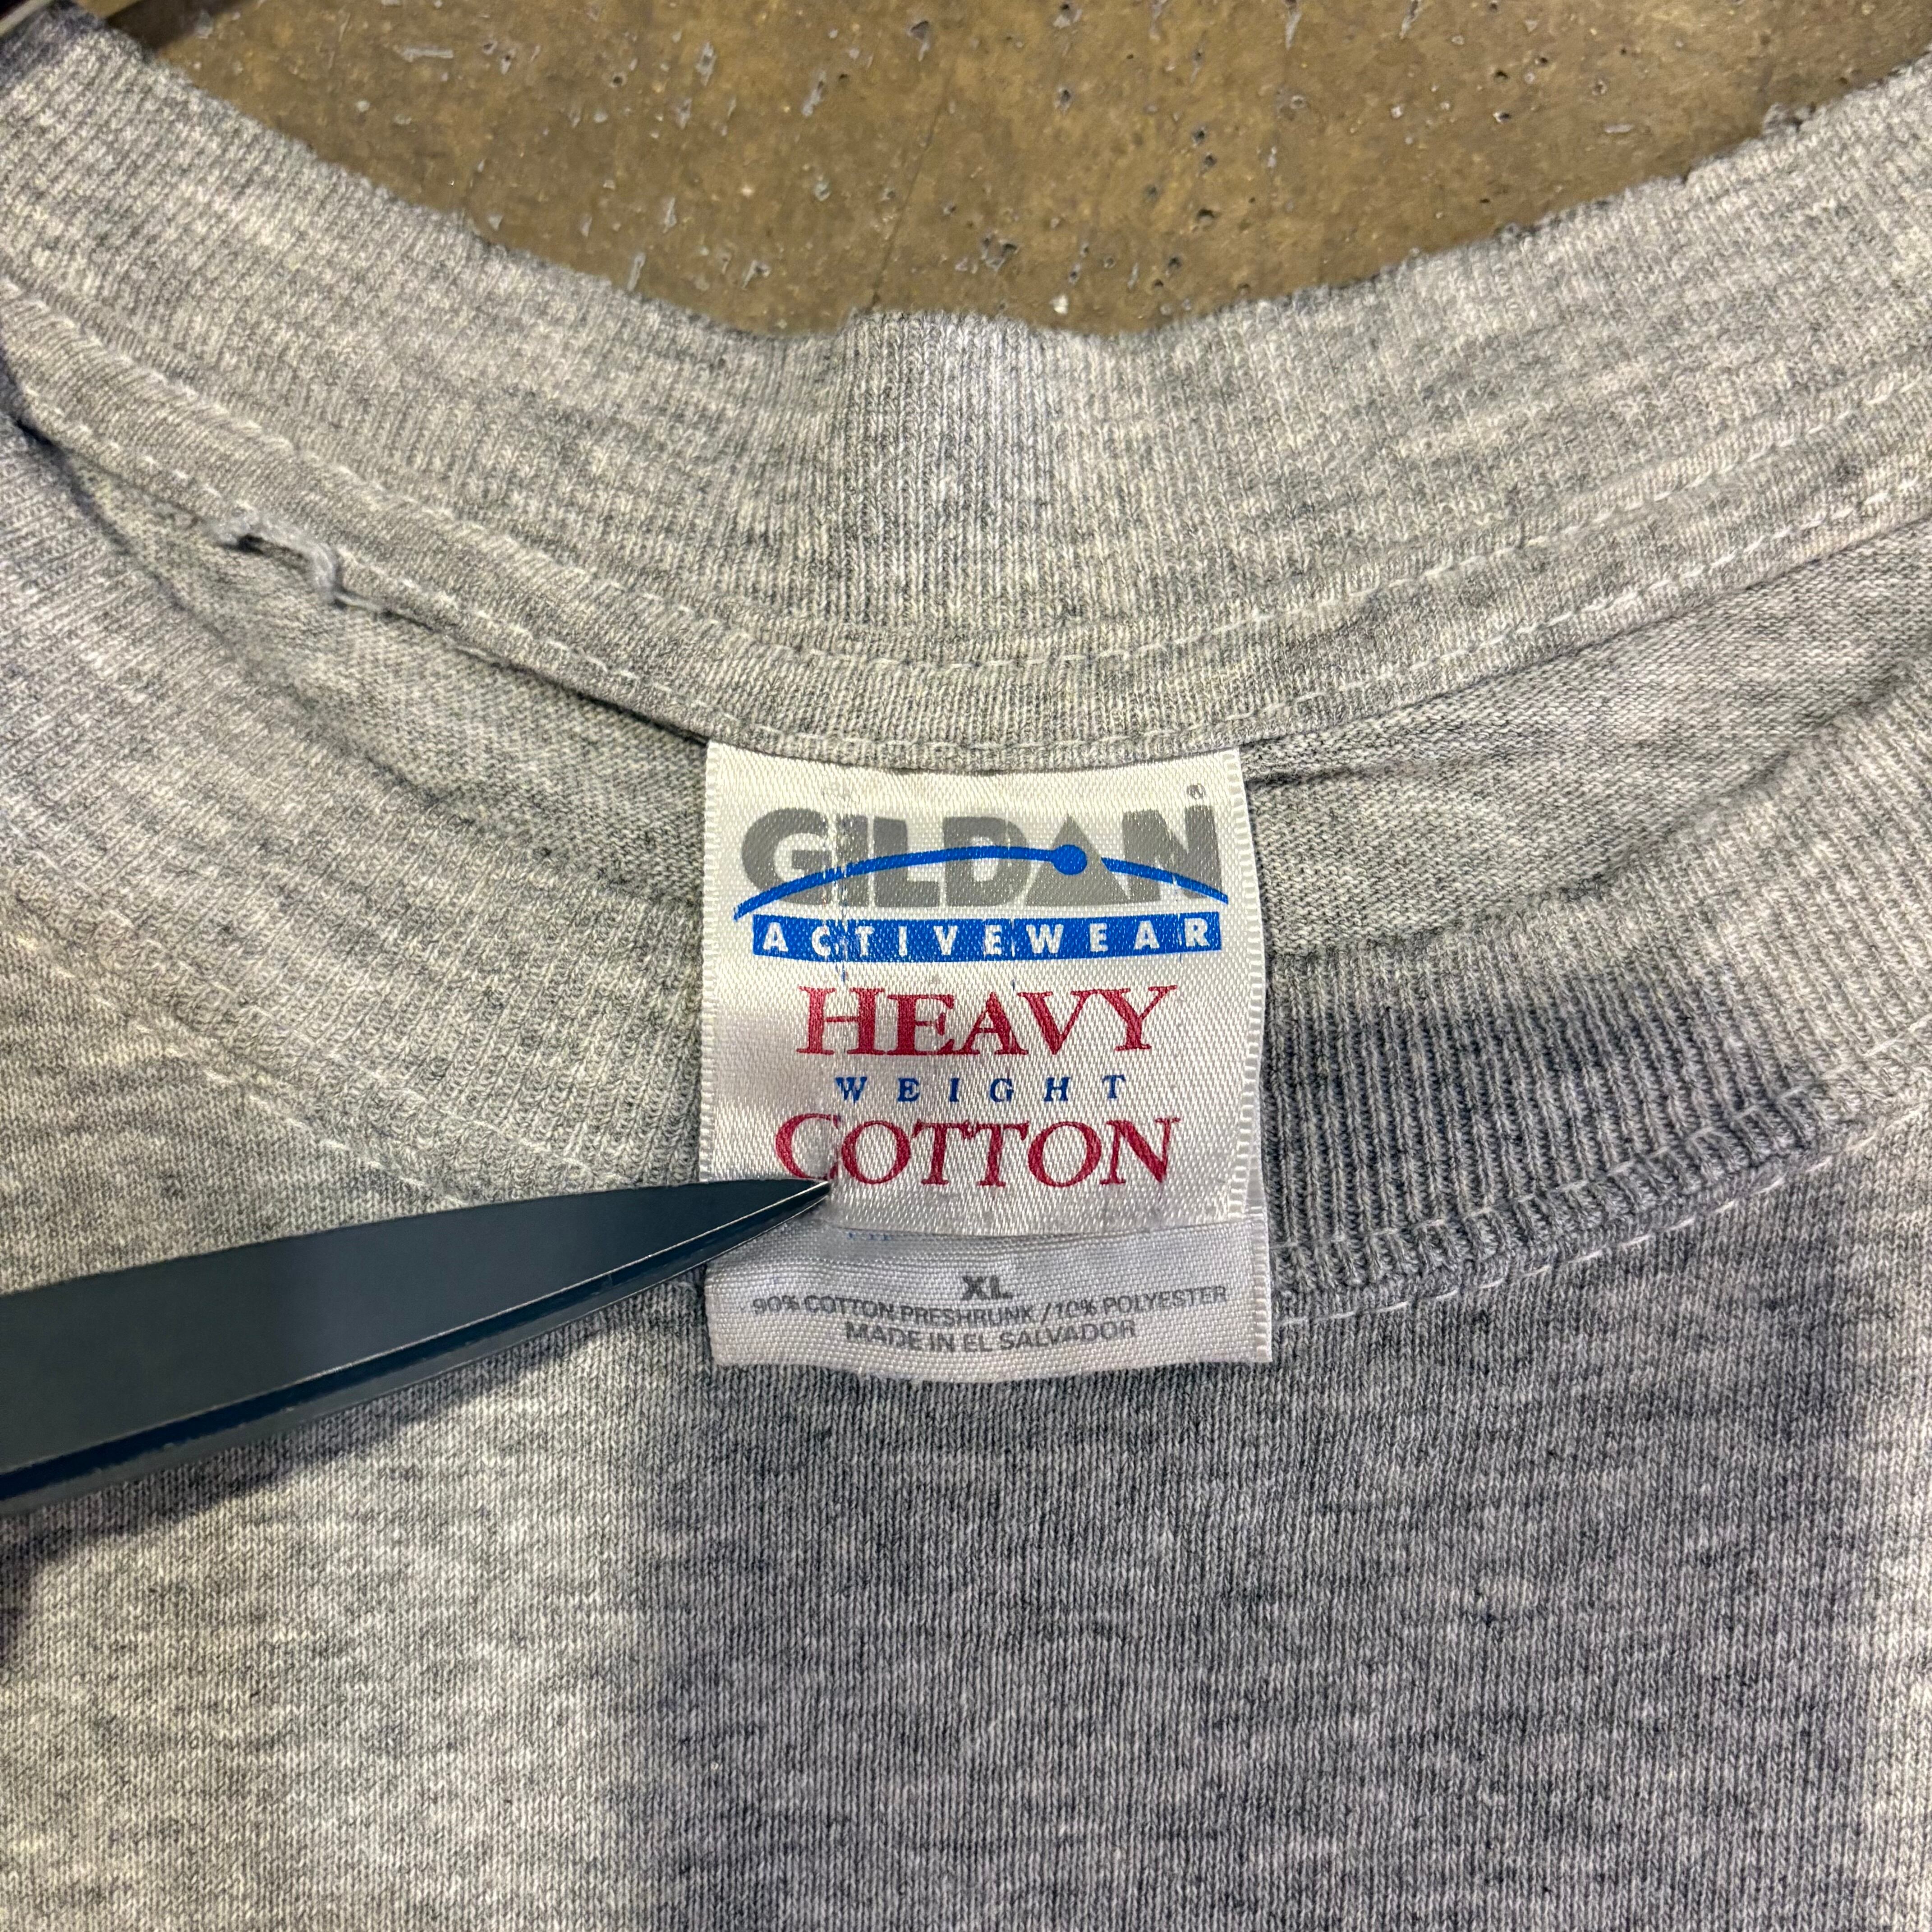 GILDAN®
ACTIVEWEAR
HEAVY
WEIGHT
COTTON
XL
90% COTTON PRESHRUNK / 10% POLYESTER
MADE IN EL SALVADOR